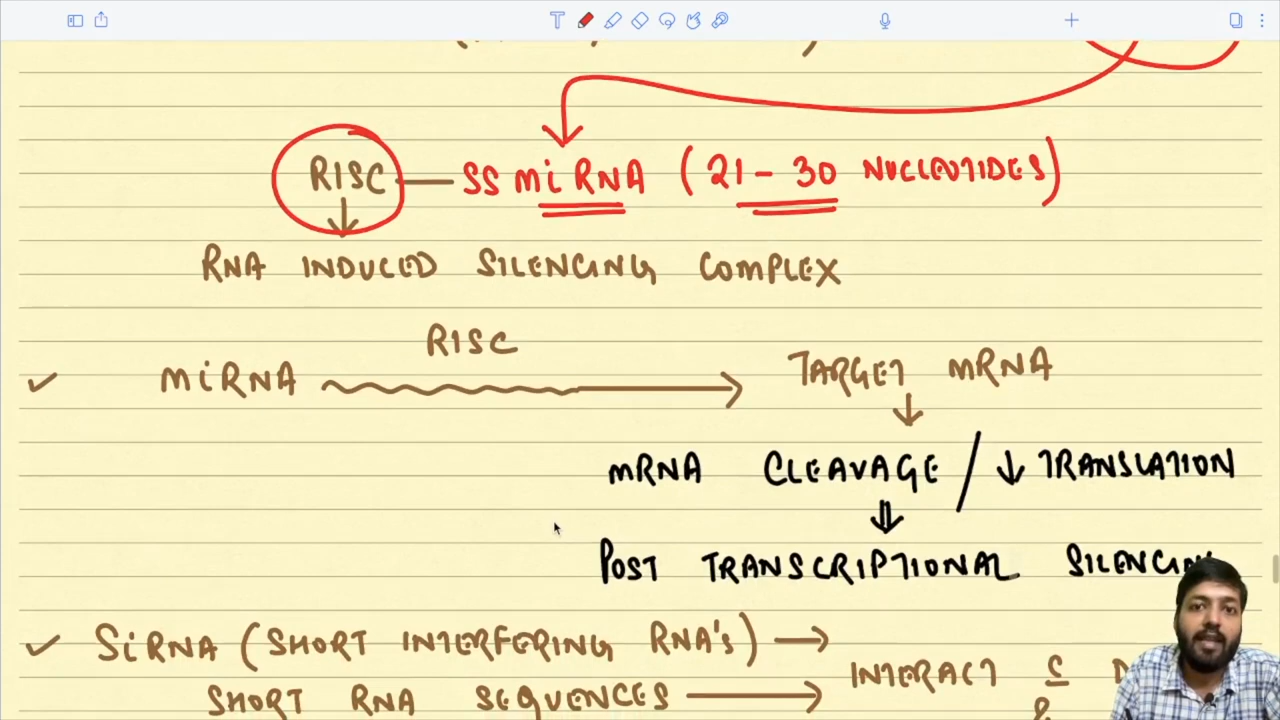 RISC — SS miRNA (21 - 30 NUCLEOTIDES)
RNA INDUCED SILENCING COMPLEX
RISC
miRNA → TARGET mRNA
mRNA CLEAVAGE / ↓ TRANSLATION
POST TRANSCRIPTIONAL SILENCING
SiRNA (SHORT INTERFERING RNA's) →
INTERACT
SHORT RNA SEQUENCES →
&